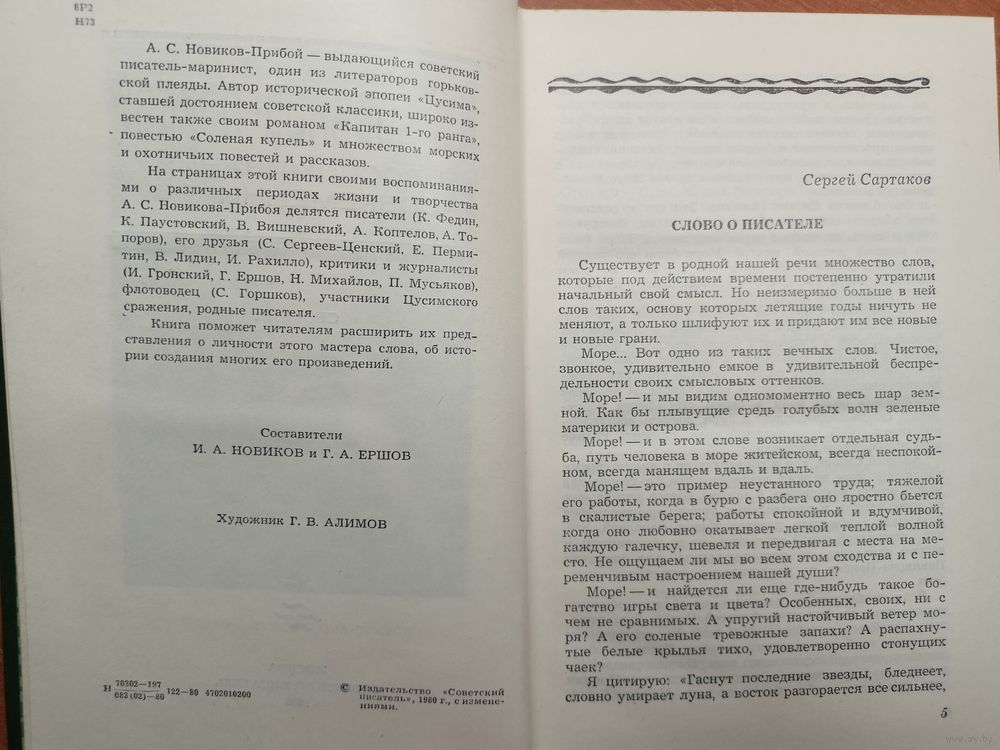 8Р2
Н73
А. С. Новиков-Прибой — выдающийся советский
писатель-маринист, один из литераторов горьков-
ской плеяды. Автор исторической эпопеи «Цусима»,
ставшей достоянием советской классики, широко из-
вестен также своим романом «Капитан 1-го ранга»,
повестью «Соленая купель» и множеством морских
и охотничьих повестей и рассказов.
На страницах этой книги своими воспоминания-
ми о различных периодах жизни и творчества
А. С. Новикова-Прибоя делятся писатели (К. Федин,
К. Паустовский, В. Вишневский, А. Коптелов, А. То-
поров), его друзья (С. Сергеев-Ценский, Е. Перми-
тин, В. Лидин, И. Рахилло), критики и журналисты
(И. Гронский, Г. Ершов, Н. Михайлов, П. Мусьяков),
флотоводец (С. Горшков), участники Цусимского
сражения, родные писателя.
Книга поможет читателям расширить их пред-
ставления о личности этого мастера слова, об исто-
рии создания многих его произведений.
Составители
И. А. НОВИКОВ и Г. А. ЕРШОВ
Художник Г. В. АЛИМОВ
Н 70302—197
083(02)—80 122—80 4702010200
© Издательство «Советский
писатель», 1980 г., с измене-
ниями.
Сергей Сартаков
СЛОВО О ПИСАТЕЛЕ
Существует в родной нашей речи множество слов,
которые под действием времени постепенно утратили
начальный свой смысл. Но неизмеримо больше в ней
слов таких, основу которых летящие годы ничуть не
меняют, а только шлифуют их и придают им все новые
и новые грани.
Море... Вот одно из таких вечных слов. Чистое,
звонкое, удивительно емкое в удивительной беспре-
дельности своих смысловых оттенков.
Море! — и мы видим одномоментно весь шар зем-
ной. Как бы плывущие средь голубых волн зеленые
материки и острова.
Море! — и в этом слове возникает отдельная судь-
ба, путь человека в море житейском, всегда неспокой-
ном, всегда манящем вдаль и вдаль.
Море! — это пример неустанного труда; тяжелой
его работы, когда в бурю с разбега оно яростно бьется
в скалистые берега; работы спокойной и вдумчивой,
когда оно любовно окатывает легкой теплой волной
каждую галечку, шевеля и передвигая с места на ме-
сто. Не ощущаем ли мы во всем этом сходства и с пе-
ременчивым настроением нашей души?
Море! — и найдется ли еще где-нибудь такое бо-
гатство игры света и цвета? Особенных, своих, ни с
чем не сравнимых. А упругий настойчивый ветер мо-
ря? А его соленые тревожные запахи? А распахну-
тые белые крылья тихо, удовлетворенно стонущих
чаек?
Я цитирую: «Гаснут последние звезды, бледнеет,
словно умирает луна, а восток разгорается все сильнее,
5
www.ay.by